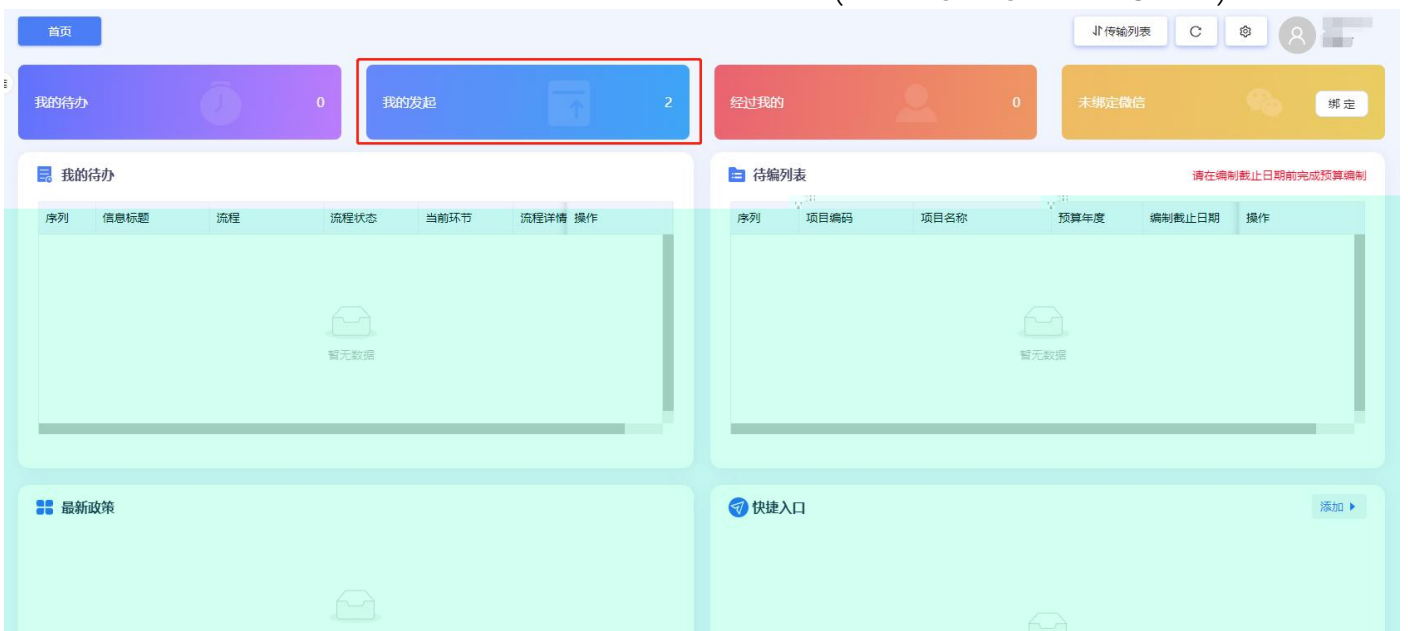 首页
传输列表
我的待办 0
我的发起 2
经过我的 0
未绑定微信 绑定
我的待办
待编列表
请在编制截止日期前完成预算编制
序列 信息标题 流程 流程状态 当前环节 流程详情 操作
序列 项目编码 项目名称 预算年度 编制截止日期 操作
暂无数据
暂无数据
最新政策
快捷入口
添加